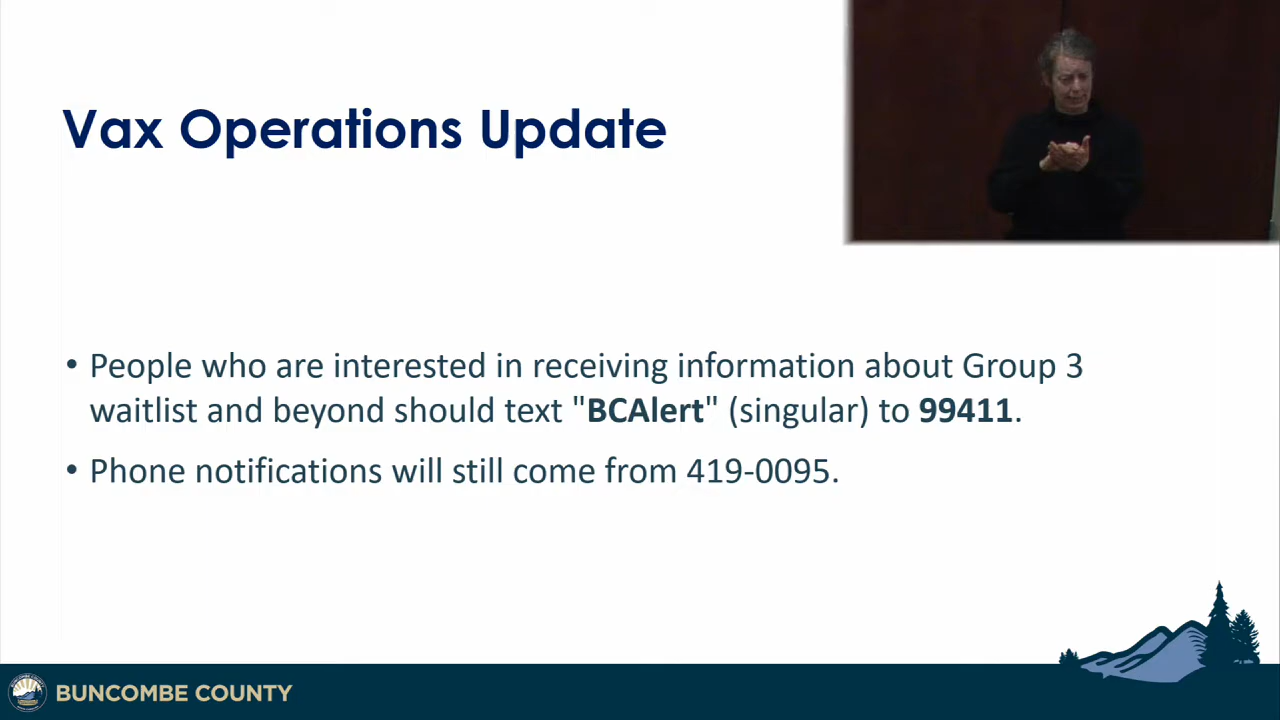 Vax Operations Update
• People who are interested in receiving information about Group 3
waitlist and beyond should text "BCAlert" (singular) to 99411.
• Phone notifications will still come from 419-0095.
BUNCOMBE COUNTY